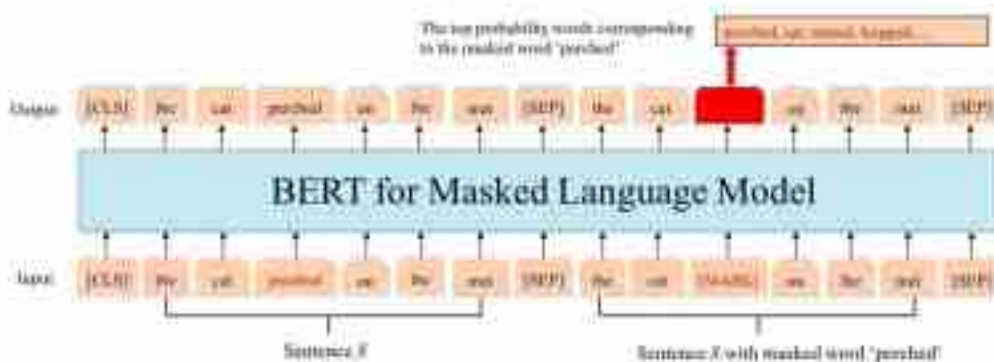 The top probability words corresponding
to the masked word 'perched'
perched, sat,
Output [CLS] the cat perched on the mat [SEP] the cat on the mat [SEP]
BERT for Masked Language Model
Input [CLS] the cat perched on the mat [SEP] the cat [MASK] on the mat [SEP]
Sentence X Sentence X with masked word 'perched'